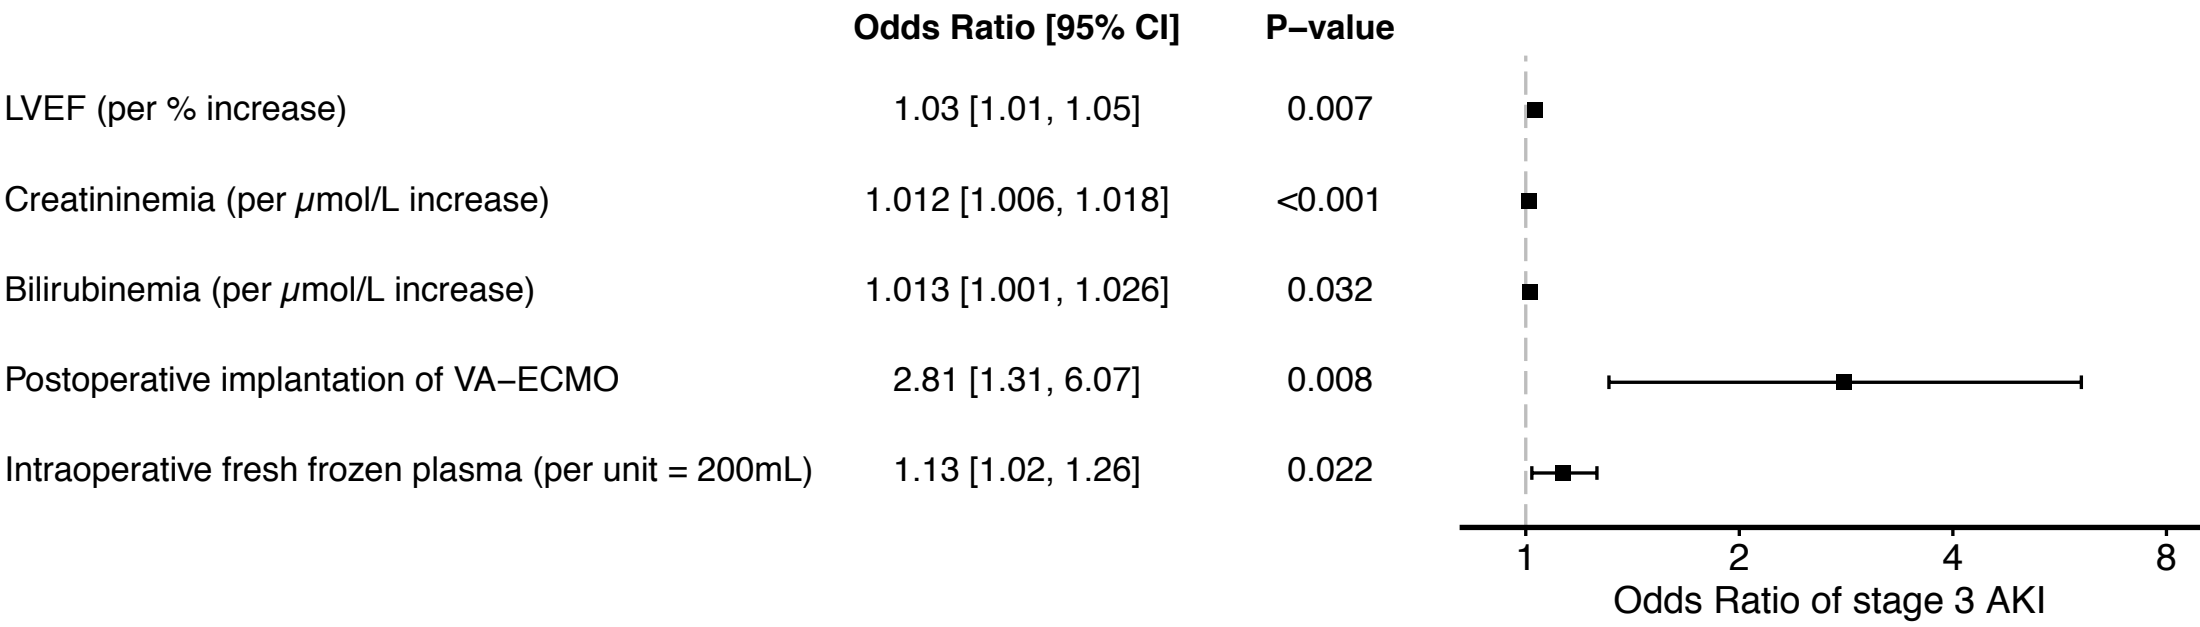 Odds Ratio [95% CI] P−value
LVEF (per % increase) 1.03 [1.01, 1.05] 0.007
Creatininemia (per µmol/L increase) 1.012 [1.006, 1.018] <0.001
Bilirubinemia (per µmol/L increase) 1.013 [1.001, 1.026] 0.032
Postoperative implantation of VA−ECMO 2.81 [1.31, 6.07] 0.008
Intraoperative fresh frozen plasma (per unit = 200mL) 1.13 [1.02, 1.26] 0.022
1 2 4 8
Odds Ratio of stage 3 AKI